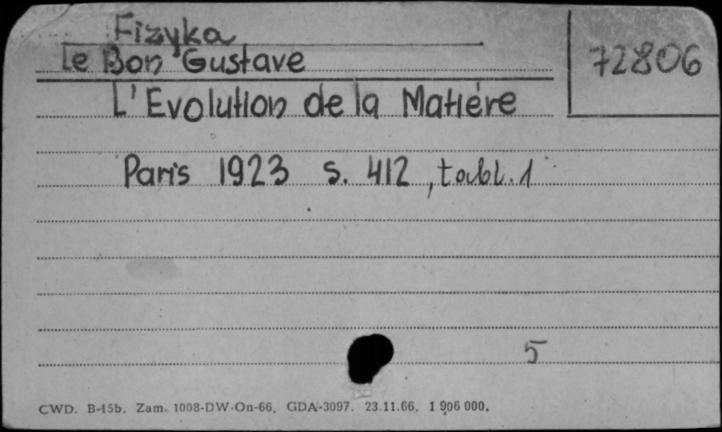 Fizyka
Le Bon Gustave
72806
L'Evolution de la Matiére
Paris 1923 s. 412, tabl. 1
5
CWD. B-15b. Zam. 1008-DW-On-66. GDA-3097. 23.11.66. 1 906 000.